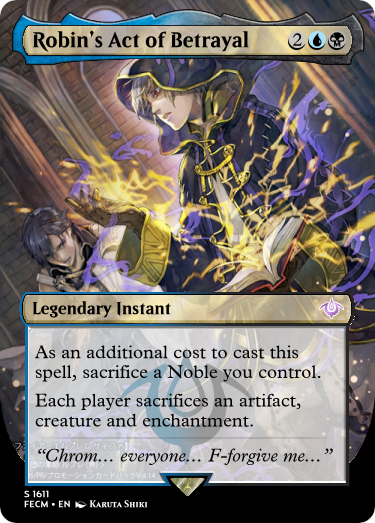 Robin's Act of Betrayal 2
Legendary Instant
As an additional cost to cast this
spell, sacrifice a Noble you control.
Each player sacrifices an artifact,
creature and enchantment.
“Chrom… everyone… F-forgive me…”
S 1611
FECM • EN Karuta Shiki